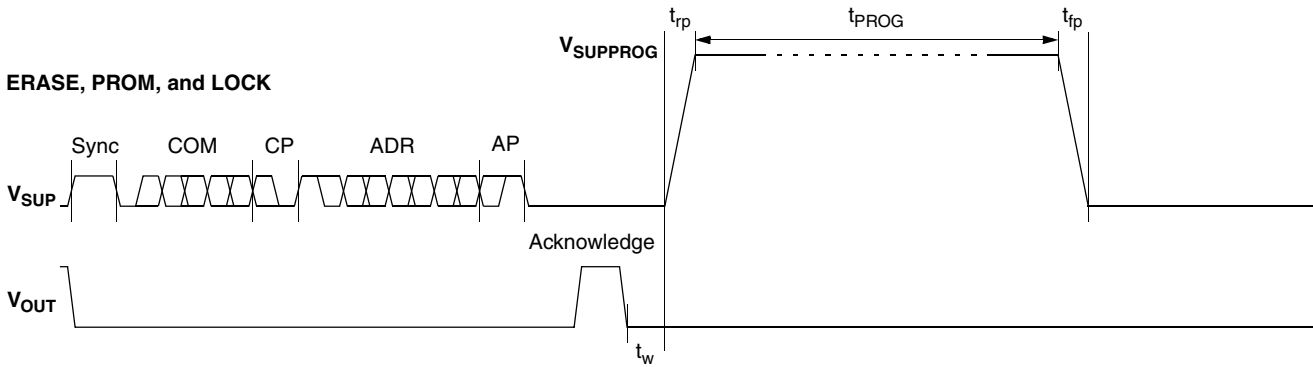 t_rp t_PROG t_fp
V_SUPPROG
ERASE, PROM, and LOCK
Sync COM CP ADR AP
V_SUP
Acknowledge
V_OUT
t_w